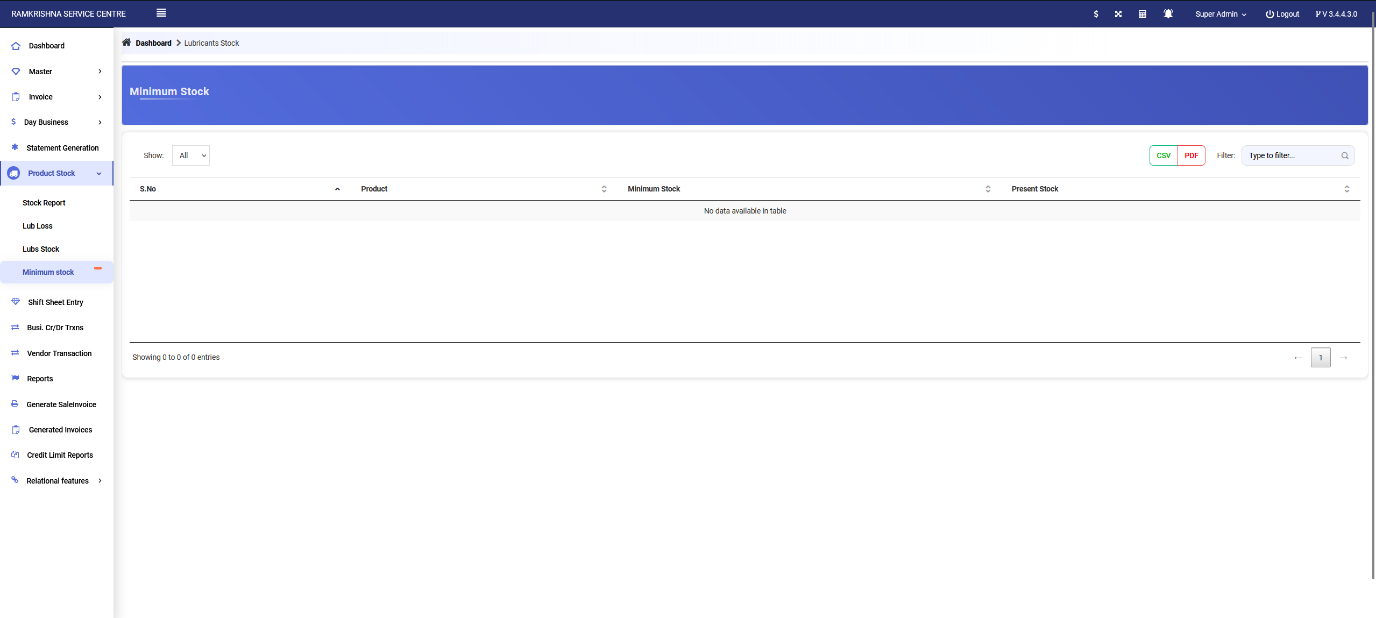 RAMKRISHNA SERVICE CENTRE
$ Super Admin Logout V 3.4.4.3.0
Dashboard
Master
Invoice
Day Business
Statement Generation
Product Stock
Stock Report
Lub Loss
Lubs Stock
Minimum stock
Shift Sheet Entry
Busi. Cr/Dr Trxns
Vendor Transaction
Reports
Generate SaleInvoice
Generated Invoices
Credit Limit Reports
Relational features
Dashboard > Lubricants Stock
Minimum Stock
Show: All CSV PDF Filter: Type to filter...
S.No Product Minimum Stock Present Stock
No data available in table
Showing 0 to 0 of 0 entries ← 1 →